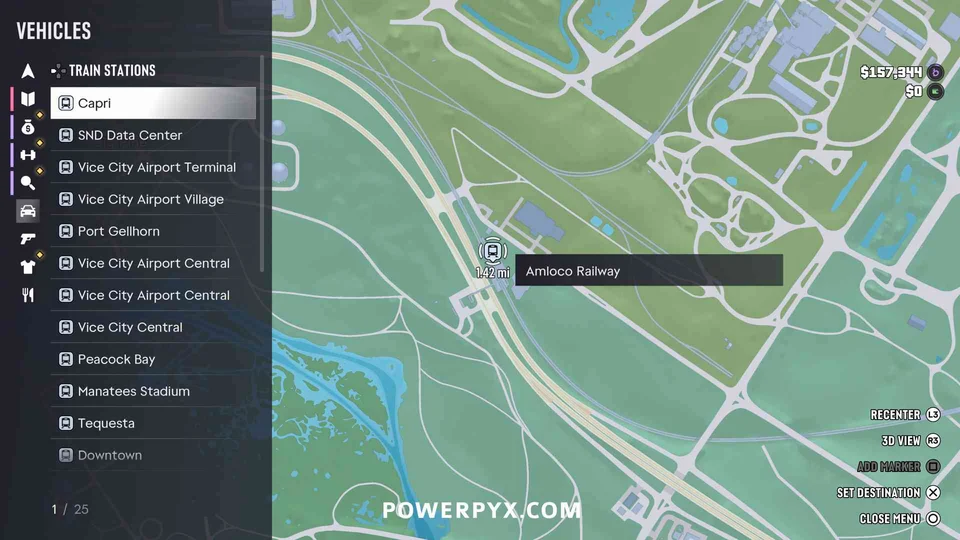 VEHICLES
TRAIN STATIONS
Capri
SND Data Center
Vice City Airport Terminal
Vice City Airport Village
Port Gellhorn
Vice City Airport Central
Vice City Airport Central
Vice City Central
Peacock Bay
Manatees Stadium
Tequesta
Downtown
1 / 25
$157,344
$0
1.42 mi
Amloco Railway
RECENTER L3
3D VIEW R3
ADD MARKER
SET DESTINATION
CLOSE MENU
POWERPYX.COM